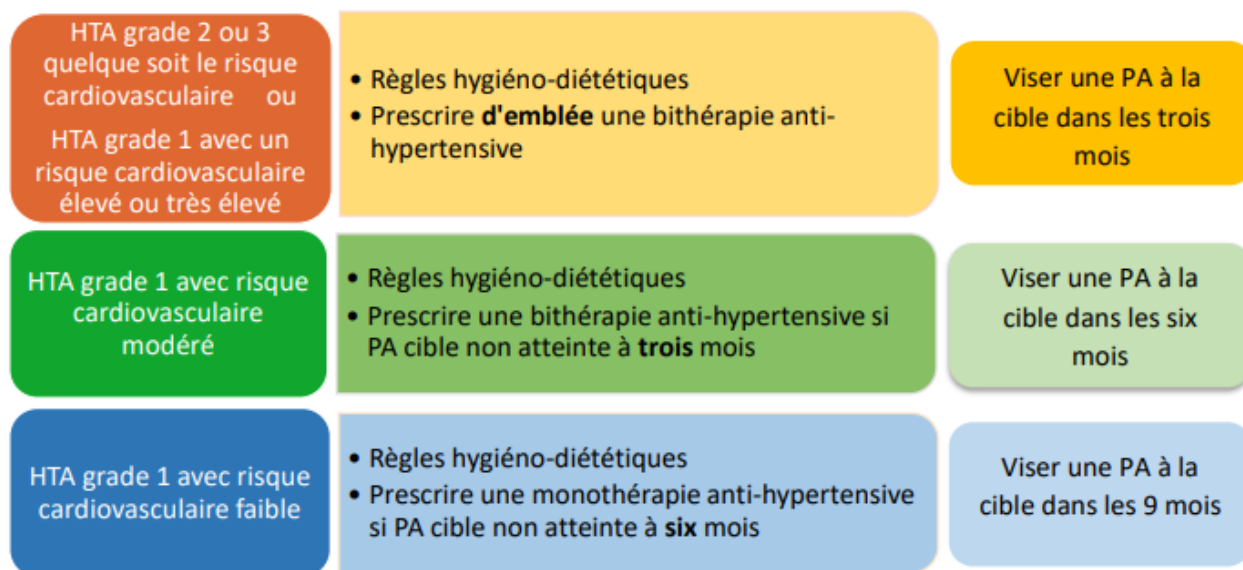 HTA grade 2 ou 3
quelque soit le risque
cardiovasculaire ou
HTA grade 1 avec un
risque cardiovasculaire
élevé ou très élevé
• Règles hygiéno-diététiques
• Prescrire d'emblée une bithérapie anti-
hypertensive
Viser une PA à la
cible dans les trois
mois
HTA grade 1 avec risque
cardiovasculaire
modéré
• Règles hygiéno-diététiques
• Prescrire une bithérapie anti-hypertensive si
PA cible non atteinte à trois mois
Viser une PA à la
cible dans les six
mois
HTA grade 1 avec risque
cardiovasculaire faible
• Règles hygiéno-diététiques
• Prescrire une monothérapie anti-hypertensive
si PA cible non atteinte à six mois
Viser une PA à la
cible dans les 9 mois